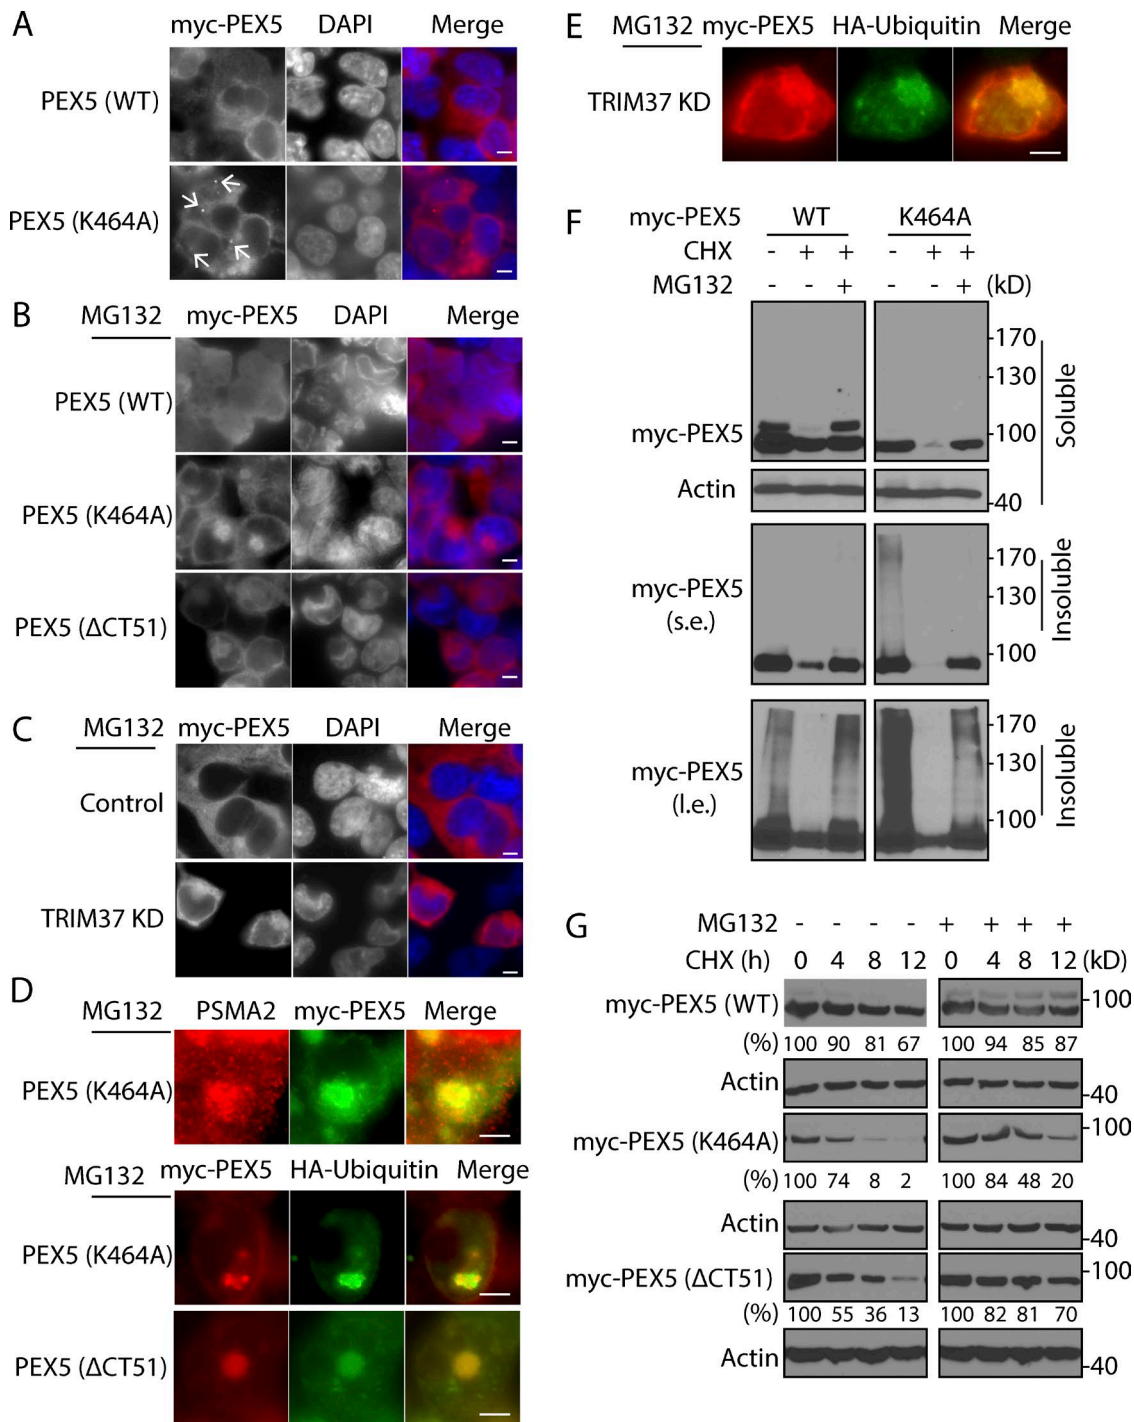 A
myc-PEX5 DAPI Merge
PEX5 (WT)
PEX5 (K464A)
B
MG132 myc-PEX5 DAPI Merge
PEX5 (WT)
PEX5 (K464A)
PEX5 (ΔCT51)
C
MG132 myc-PEX5 DAPI Merge
Control
TRIM37 KD
D
MG132 PSMA2 myc-PEX5 Merge
PEX5 (K464A)
MG132 myc-PEX5 HA-Ubiquitin Merge
PEX5 (K464A)
PEX5 (ΔCT51)
E
MG132 myc-PEX5 HA-Ubiquitin Merge
TRIM37 KD
F
myc-PEX5 WT K464A
CHX - + + - + +
MG132 - - + - - + (kD)
-170
-130
myc-PEX5 -100
Soluble
Actin
-40
-170
myc-PEX5 -130
(s.e.)
-100
Insoluble
-170
myc-PEX5 -130
(l.e.)
-100
Insoluble
G
MG132 - - - - + + + +
CHX (h) 0 4 8 12 0 4 8 12 (kD)
myc-PEX5 (WT) -100
(%) 100 90 81 67 100 94 85 87
Actin -40
myc-PEX5 (K464A) -100
(%) 100 74 8 2 100 84 48 20
Actin -40
myc-PEX5 (ΔCT51) -100
(%) 100 55 36 13 100 82 81 70
Actin -40